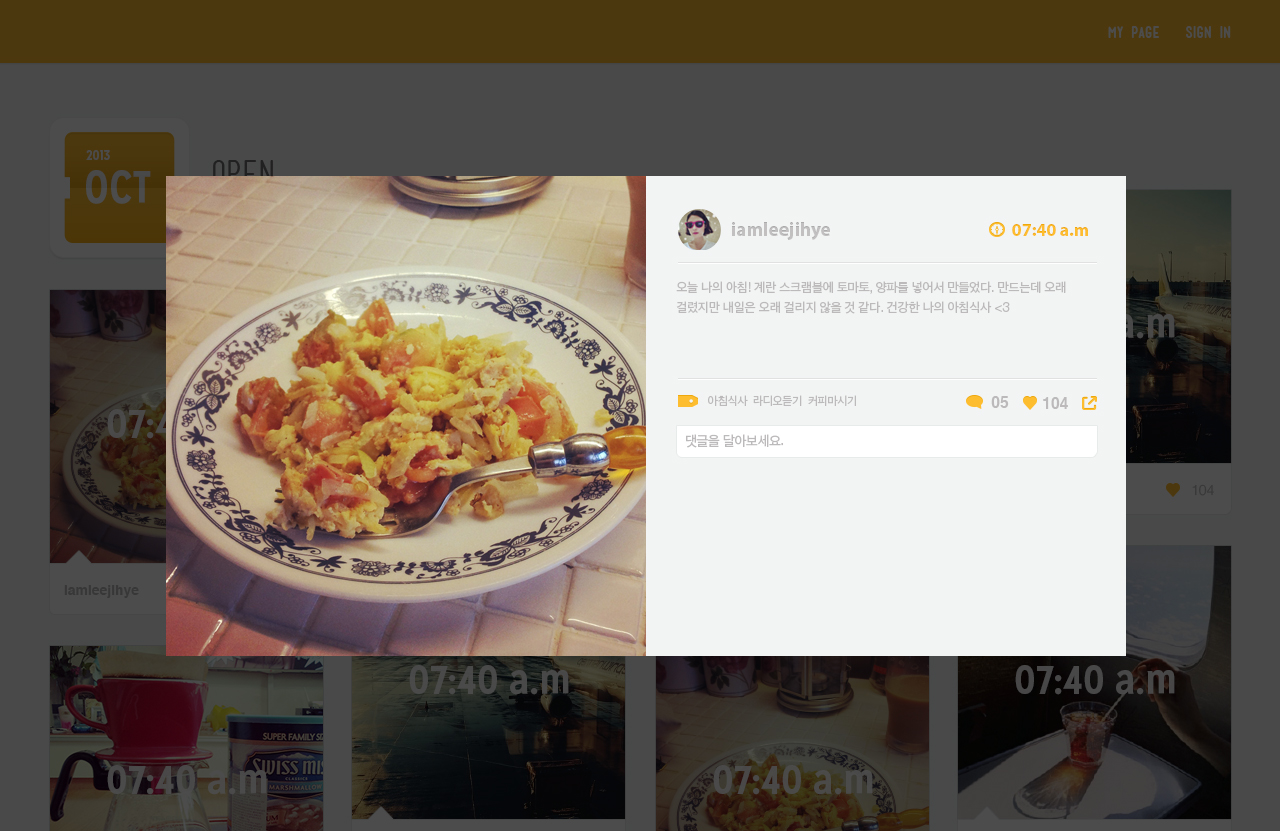 MY PAGE SIGN IN
2013
OCT
OPEN
iamleejihye
07:40 a.m
오늘 나의 아침! 계란 스크램블에 토마토, 양파를 넣어서 만들었다. 만드는데 오래
걸렸지만 내일은 오래 걸리지 않을 것 같다. 건강한 나의 아침식사 <3
아침식사 라디오듣기 커피마시기
05
104
댓글을 달아보세요.
a.m
104
07:4
iamleejihye
07:40 a.m
07:40 a.m
SUPER FAMILY
SWISS
MARSHMALLOW
07:40 a.m
07:40 a.m